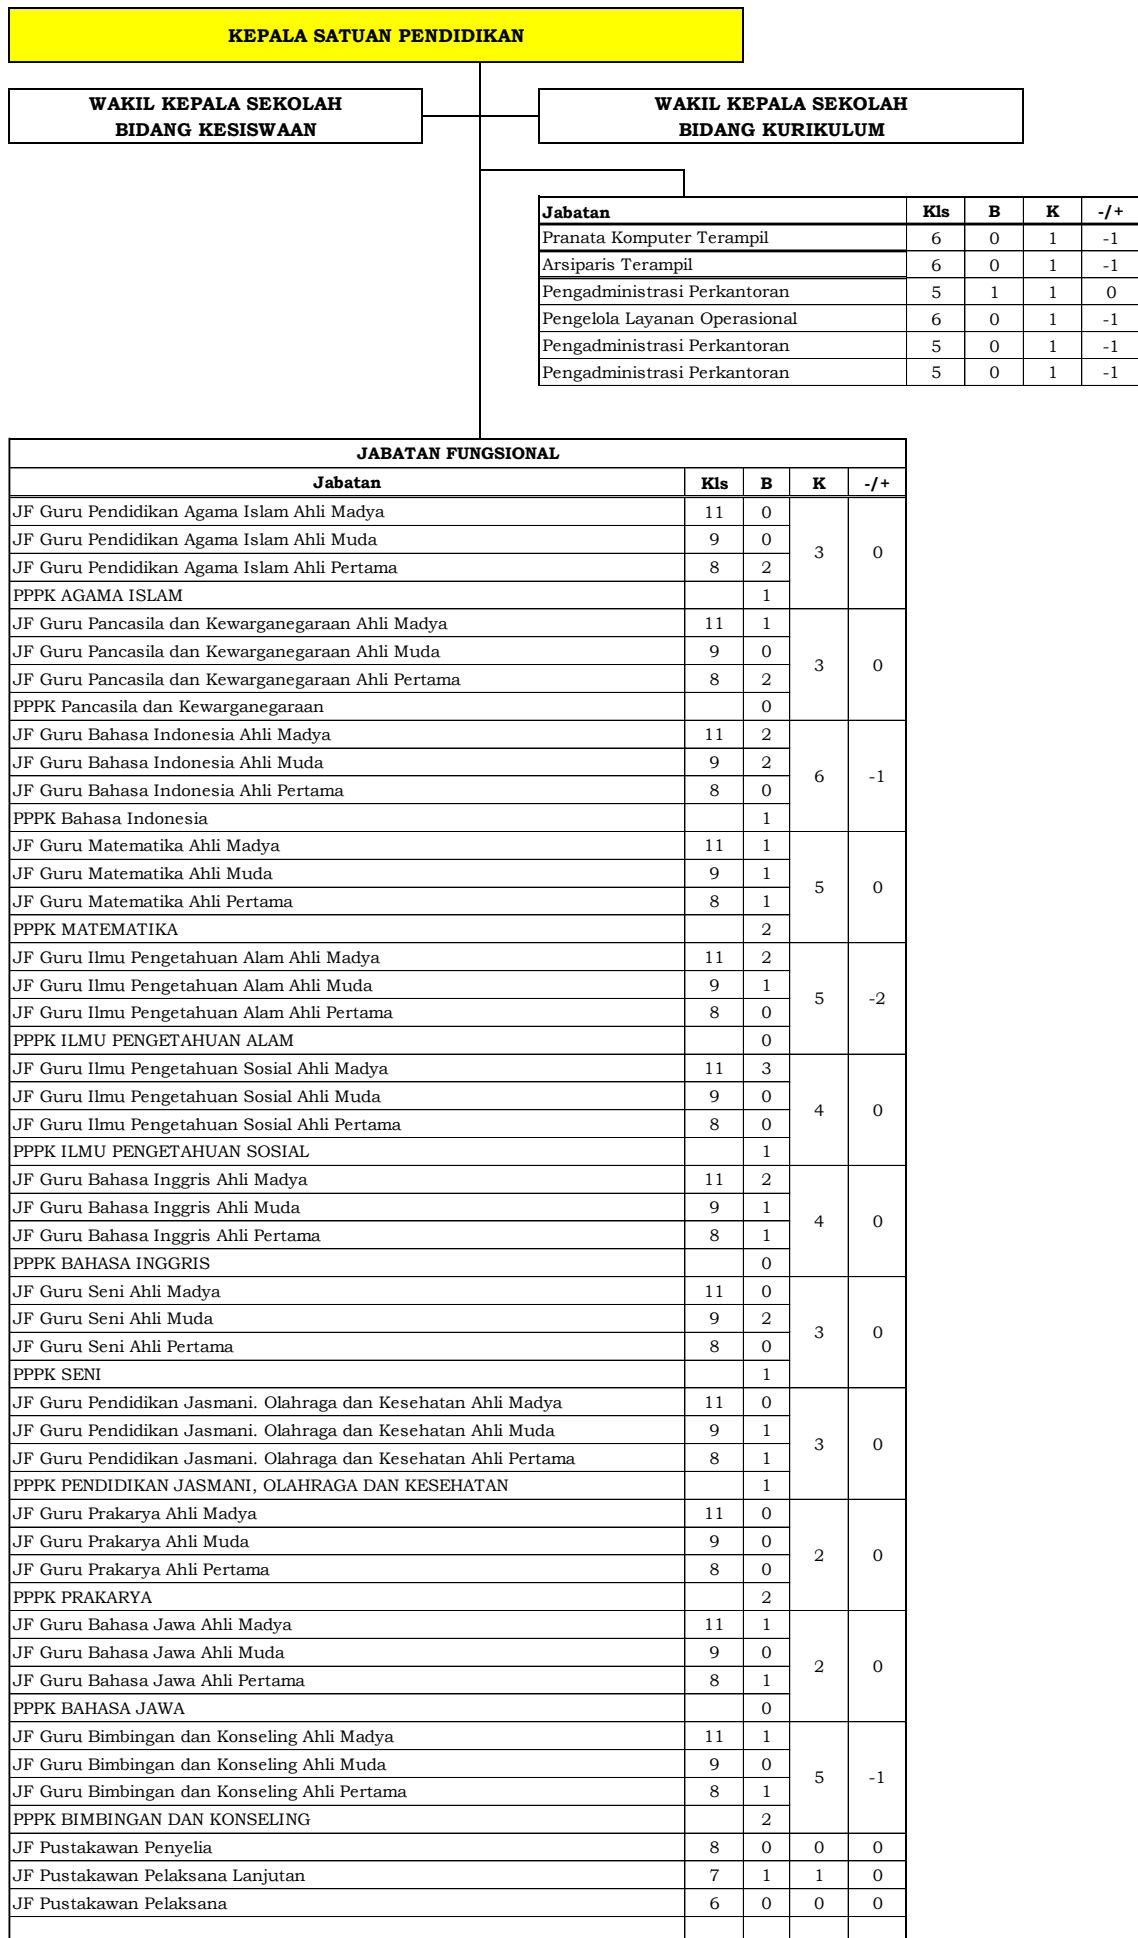 KEPALA SATUAN PENDIDIKAN
WAKIL KEPALA SEKOLAH
BIDANG KESISWAAN
WAKIL KEPALA SEKOLAH
BIDANG KURIKULUM
Jabatan Kls B K -/+
Pranata Komputer Terampil 6 0 1 -1
Arsiparis Terampil 6 0 1 -1
Pengadministrasi Perkantoran 5 1 1 0
Pengelola Layanan Operasional 6 0 1 -1
Pengadministrasi Perkantoran 5 0 1 -1
Pengadministrasi Perkantoran 5 0 1 -1
JABATAN FUNGSIONAL
Jabatan Kls B K -/+
JF Guru Pendidikan Agama Islam Ahli Madya 11 0
JF Guru Pendidikan Agama Islam Ahli Muda 9 0
3 0
JF Guru Pendidikan Agama Islam Ahli Pertama 8 2
PPPK AGAMA ISLAM 1
JF Guru Pancasila dan Kewarganegaraan Ahli Madya 11 1
JF Guru Pancasila dan Kewarganegaraan Ahli Muda 9 0
3 0
JF Guru Pancasila dan Kewarganegaraan Ahli Pertama 8 2
PPPK Pancasila dan Kewarganegaraan 0
JF Guru Bahasa Indonesia Ahli Madya 11 2
JF Guru Bahasa Indonesia Ahli Muda 9 2
6 -1
JF Guru Bahasa Indonesia Ahli Pertama 8 0
PPPK Bahasa Indonesia 1
JF Guru Matematika Ahli Madya 11 1
JF Guru Matematika Ahli Muda 9 1
5 0
JF Guru Matematika Ahli Pertama 8 1
PPPK MATEMATIKA 2
JF Guru Ilmu Pengetahuan Alam Ahli Madya 11 2
JF Guru Ilmu Pengetahuan Alam Ahli Muda 9 1
5 -2
JF Guru Ilmu Pengetahuan Alam Ahli Pertama 8 0
PPPK ILMU PENGETAHUAN ALAM 0
JF Guru Ilmu Pengetahuan Sosial Ahli Madya 11 3
JF Guru Ilmu Pengetahuan Sosial Ahli Muda 9 0
4 0
JF Guru Ilmu Pengetahuan Sosial Ahli Pertama 8 0
PPPK ILMU PENGETAHUAN SOSIAL 1
JF Guru Bahasa Inggris Ahli Madya 11 2
JF Guru Bahasa Inggris Ahli Muda 9 1
4 0
JF Guru Bahasa Inggris Ahli Pertama 8 1
PPPK BAHASA INGGRIS 0
JF Guru Seni Ahli Madya 11 0
JF Guru Seni Ahli Muda 9 2
3 0
JF Guru Seni Ahli Pertama 8 0
PPPK SENI 1
JF Guru Pendidikan Jasmani. Olahraga dan Kesehatan Ahli Madya 11 0
JF Guru Pendidikan Jasmani. Olahraga dan Kesehatan Ahli Muda 9 1
3 0
JF Guru Pendidikan Jasmani. Olahraga dan Kesehatan Ahli Pertama 8 1
PPPK PENDIDIKAN JASMANI, OLAHRAGA DAN KESEHATAN 1
JF Guru Prakarya Ahli Madya 11 0
JF Guru Prakarya Ahli Muda 9 0
2 0
JF Guru Prakarya Ahli Pertama 8 0
PPPK PRAKARYA 2
JF Guru Bahasa Jawa Ahli Madya 11 1
JF Guru Bahasa Jawa Ahli Muda 9 0
2 0
JF Guru Bahasa Jawa Ahli Pertama 8 1
PPPK BAHASA JAWA 0
JF Guru Bimbingan dan Konseling Ahli Madya 11 1
JF Guru Bimbingan dan Konseling Ahli Muda 9 0
5 -1
JF Guru Bimbingan dan Konseling Ahli Pertama 8 1
PPPK BIMBINGAN DAN KONSELING 2
JF Pustakawan Penyelia 8 0 0 0
JF Pustakawan Pelaksana Lanjutan 7 1 1 0
JF Pustakawan Pelaksana 6 0 0 0